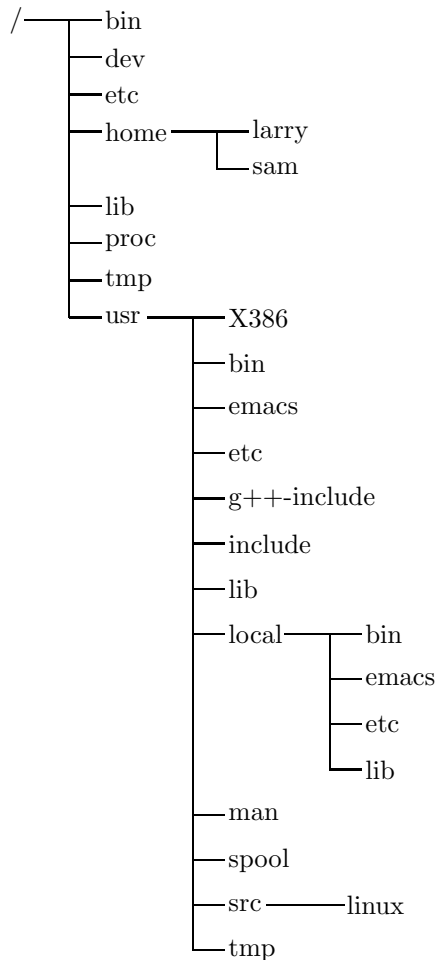 / bin
dev
etc
home larry
sam
lib
proc
tmp
usr X386
bin
emacs
etc
g++-include
include
lib
local bin
emacs
etc
lib
man
spool
src linux
tmp